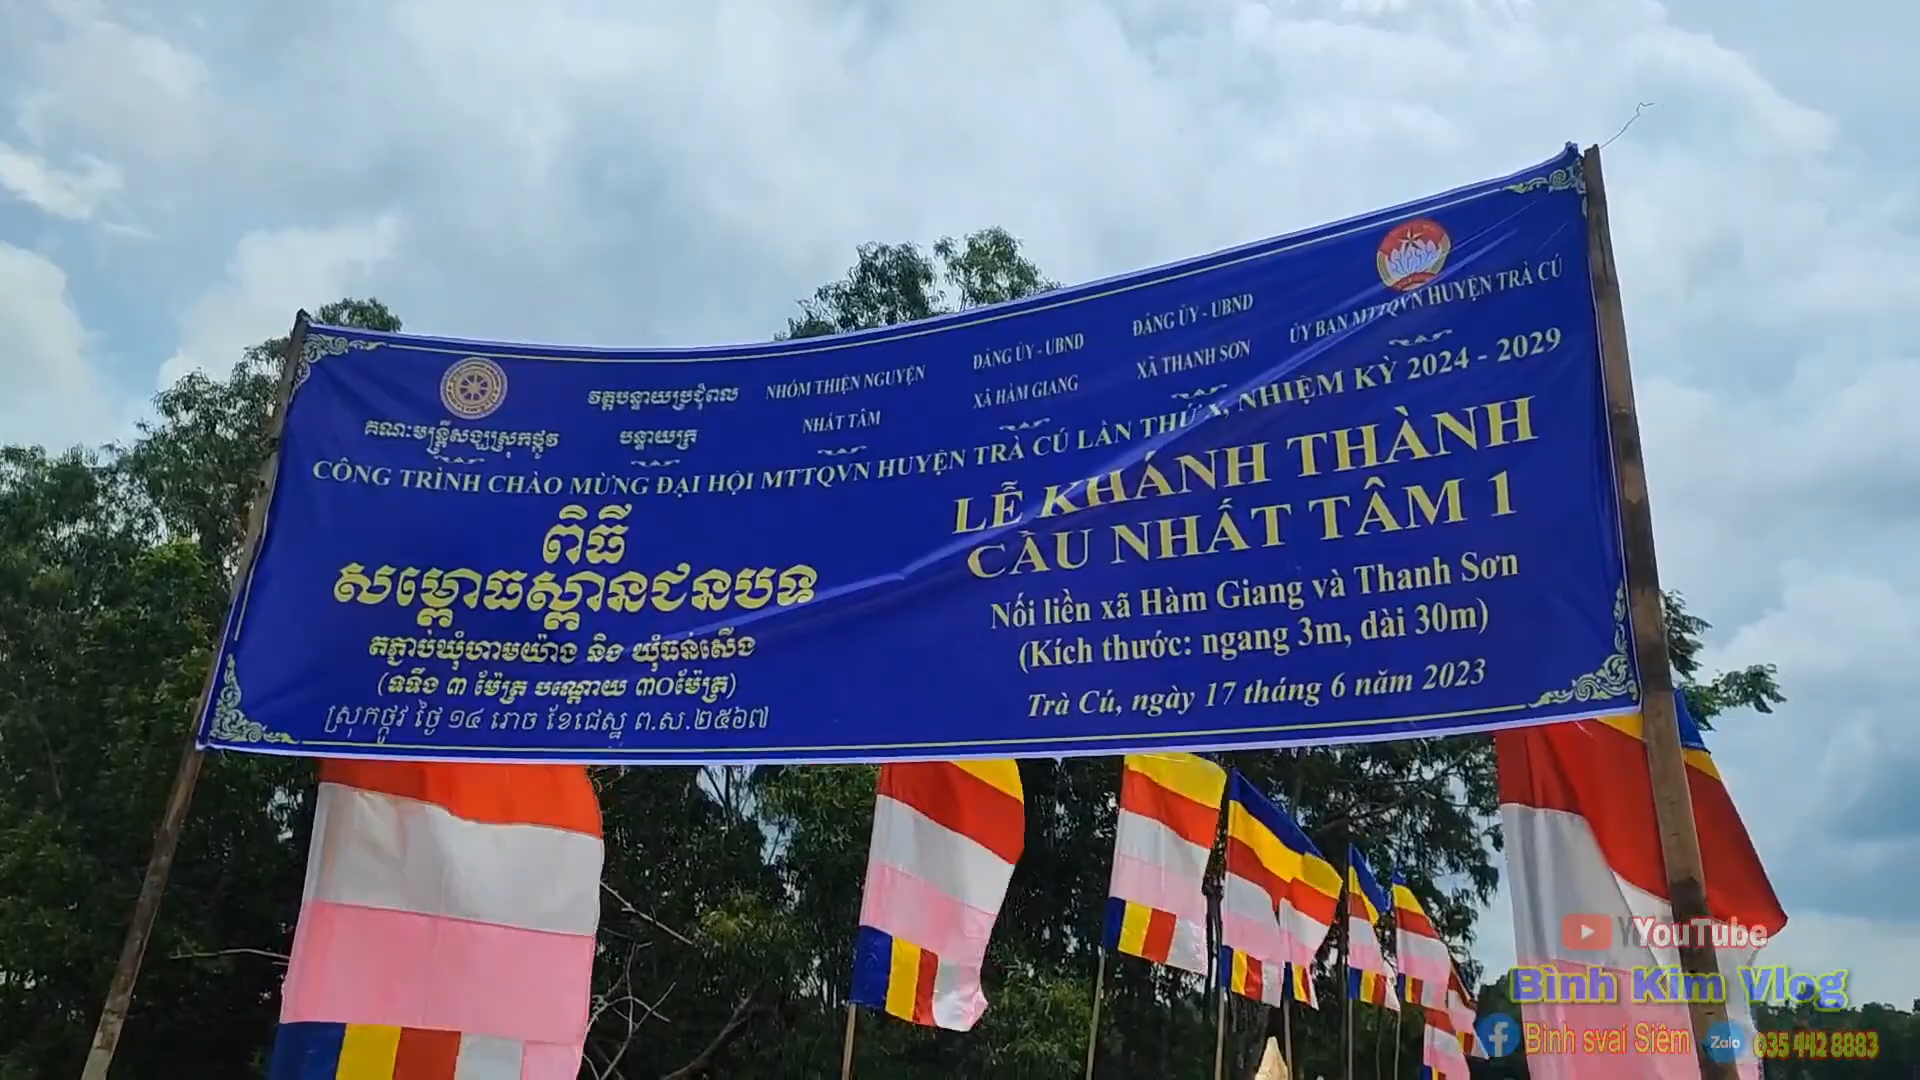 គណៈមន្ត្រីសង្ឃស្រុកថ្កូវ
វត្តបន្ទាយប្រជុំពល
បន្ទាយក្រ
NHÓM THIỆN NGUYỆN
NHẤT TÂM
ĐẢNG ỦY - UBND
XÃ HÀM GIANG
ĐẢNG ỦY - UBND
XÃ THANH SƠN
ỦY BAN MTTQVN HUYỆN TRÀ CÚ
CÔNG TRÌNH CHÀO MỪNG ĐẠI HỘI MTTQVN HUYỆN TRÀ CÚ LẦN THỨ X, NHIỆM KỲ 2024 - 2029
ពិធី
សម្ពោធស្ពានជនបទ
តភ្ជាប់ឃុំហាមយ៉ាង និង ឃុំធន់សើង
(ទទឹង ៣ ម៉ែត្រ បណ្តោយ ៣០ម៉ែត្រ)
ស្រុកថ្កូវ ថ្ងៃ ១៤ រោច ខែជេស្ឋ ព.ស.២៥៦៧
LỄ KHÁNH THÀNH
CẦU NHẤT TÂM 1
Nối liền xã Hàm Giang và Thanh Sơn
(Kích thước: ngang 3m, dài 30m)
Trà Cú, ngày 17 tháng 6 năm 2023
YouTube
Bình Kim Vlog
Bình svai Siêm
Zalo
035 442 8883